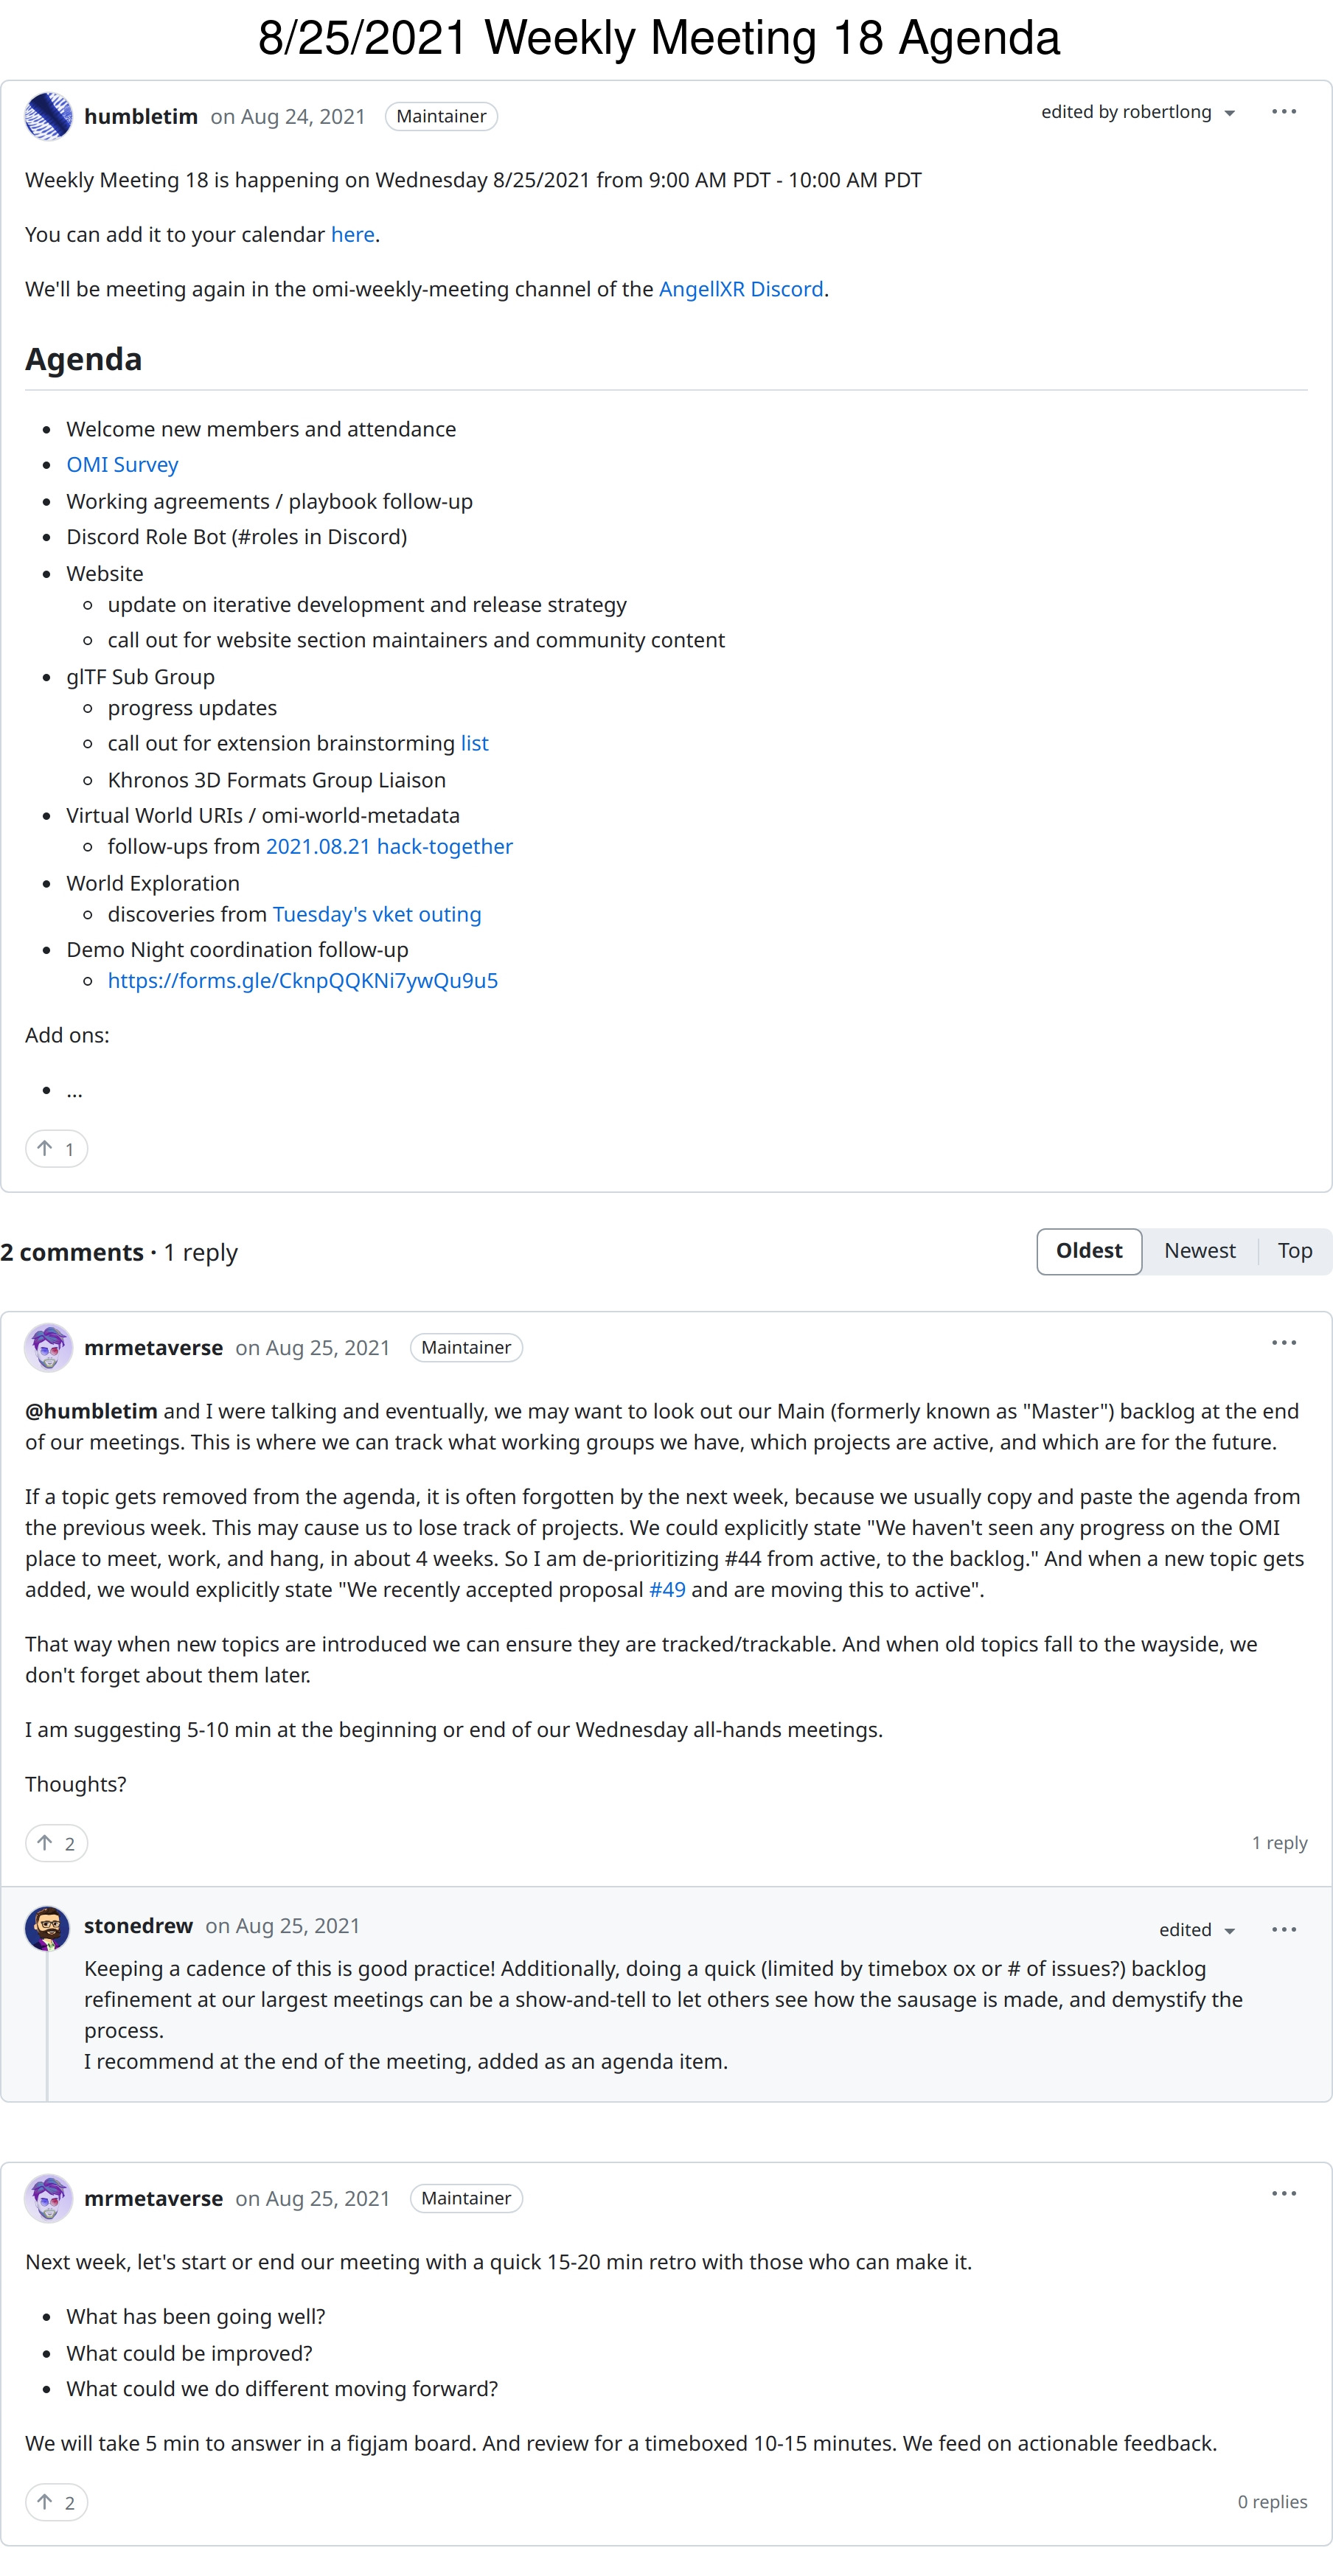 8/25/2021 Weekly Meeting 18 Agenda
humbletim on Aug 24, 2021 Maintainer edited by robertlong
Weekly Meeting 18 is happening on Wednesday 8/25/2021 from 9:00 AM PDT - 10:00 AM PDT
You can add it to your calendar here.
We'll be meeting again in the omi-weekly-meeting channel of the AngellXR Discord.
Agenda
• Welcome new members and attendance
• OMI Survey
• Working agreements / playbook follow-up
• Discord Role Bot (#roles in Discord)
• Website
◦ update on iterative development and release strategy
◦ call out for website section maintainers and community content
• glTF Sub Group
◦ progress updates
◦ call out for extension brainstorming list
◦ Khronos 3D Formats Group Liaison
• Virtual World URIs / omi-world-metadata
◦ follow-ups from 2021.08.21 hack-together
• World Exploration
◦ discoveries from Tuesday's vket outing
• Demo Night coordination follow-up
◦ https://forms.gle/CknpQQKNi7ywQu9u5
Add ons:
• ...
↑ 1
2 comments · 1 reply Oldest Newest Top
mrmetaverse on Aug 25, 2021 Maintainer
@humbletim and I were talking and eventually, we may want to look out our Main (formerly known as "Master") backlog at the end
of our meetings. This is where we can track what working groups we have, which projects are active, and which are for the future.
If a topic gets removed from the agenda, it is often forgotten by the next week, because we usually copy and paste the agenda from
the previous week. This may cause us to lose track of projects. We could explicitly state "We haven't seen any progress on the OMI
place to meet, work, and hang, in about 4 weeks. So I am de-prioritizing #44 from active, to the backlog." And when a new topic gets
added, we would explicitly state "We recently accepted proposal #49 and are moving this to active".
That way when new topics are introduced we can ensure they are tracked/trackable. And when old topics fall to the wayside, we
don't forget about them later.
I am suggesting 5-10 min at the beginning or end of our Wednesday all-hands meetings.
Thoughts?
↑ 2 1 reply
stonedrew on Aug 25, 2021 edited
Keeping a cadence of this is good practice! Additionally, doing a quick (limited by timebox ox or # of issues?) backlog
refinement at our largest meetings can be a show-and-tell to let others see how the sausage is made, and demystify the
process.
I recommend at the end of the meeting, added as an agenda item.
mrmetaverse on Aug 25, 2021 Maintainer
Next week, let's start or end our meeting with a quick 15-20 min retro with those who can make it.
• What has been going well?
• What could be improved?
• What could we do different moving forward?
We will take 5 min to answer in a figjam board. And review for a timeboxed 10-15 minutes. We feed on actionable feedback.
↑ 2 0 replies